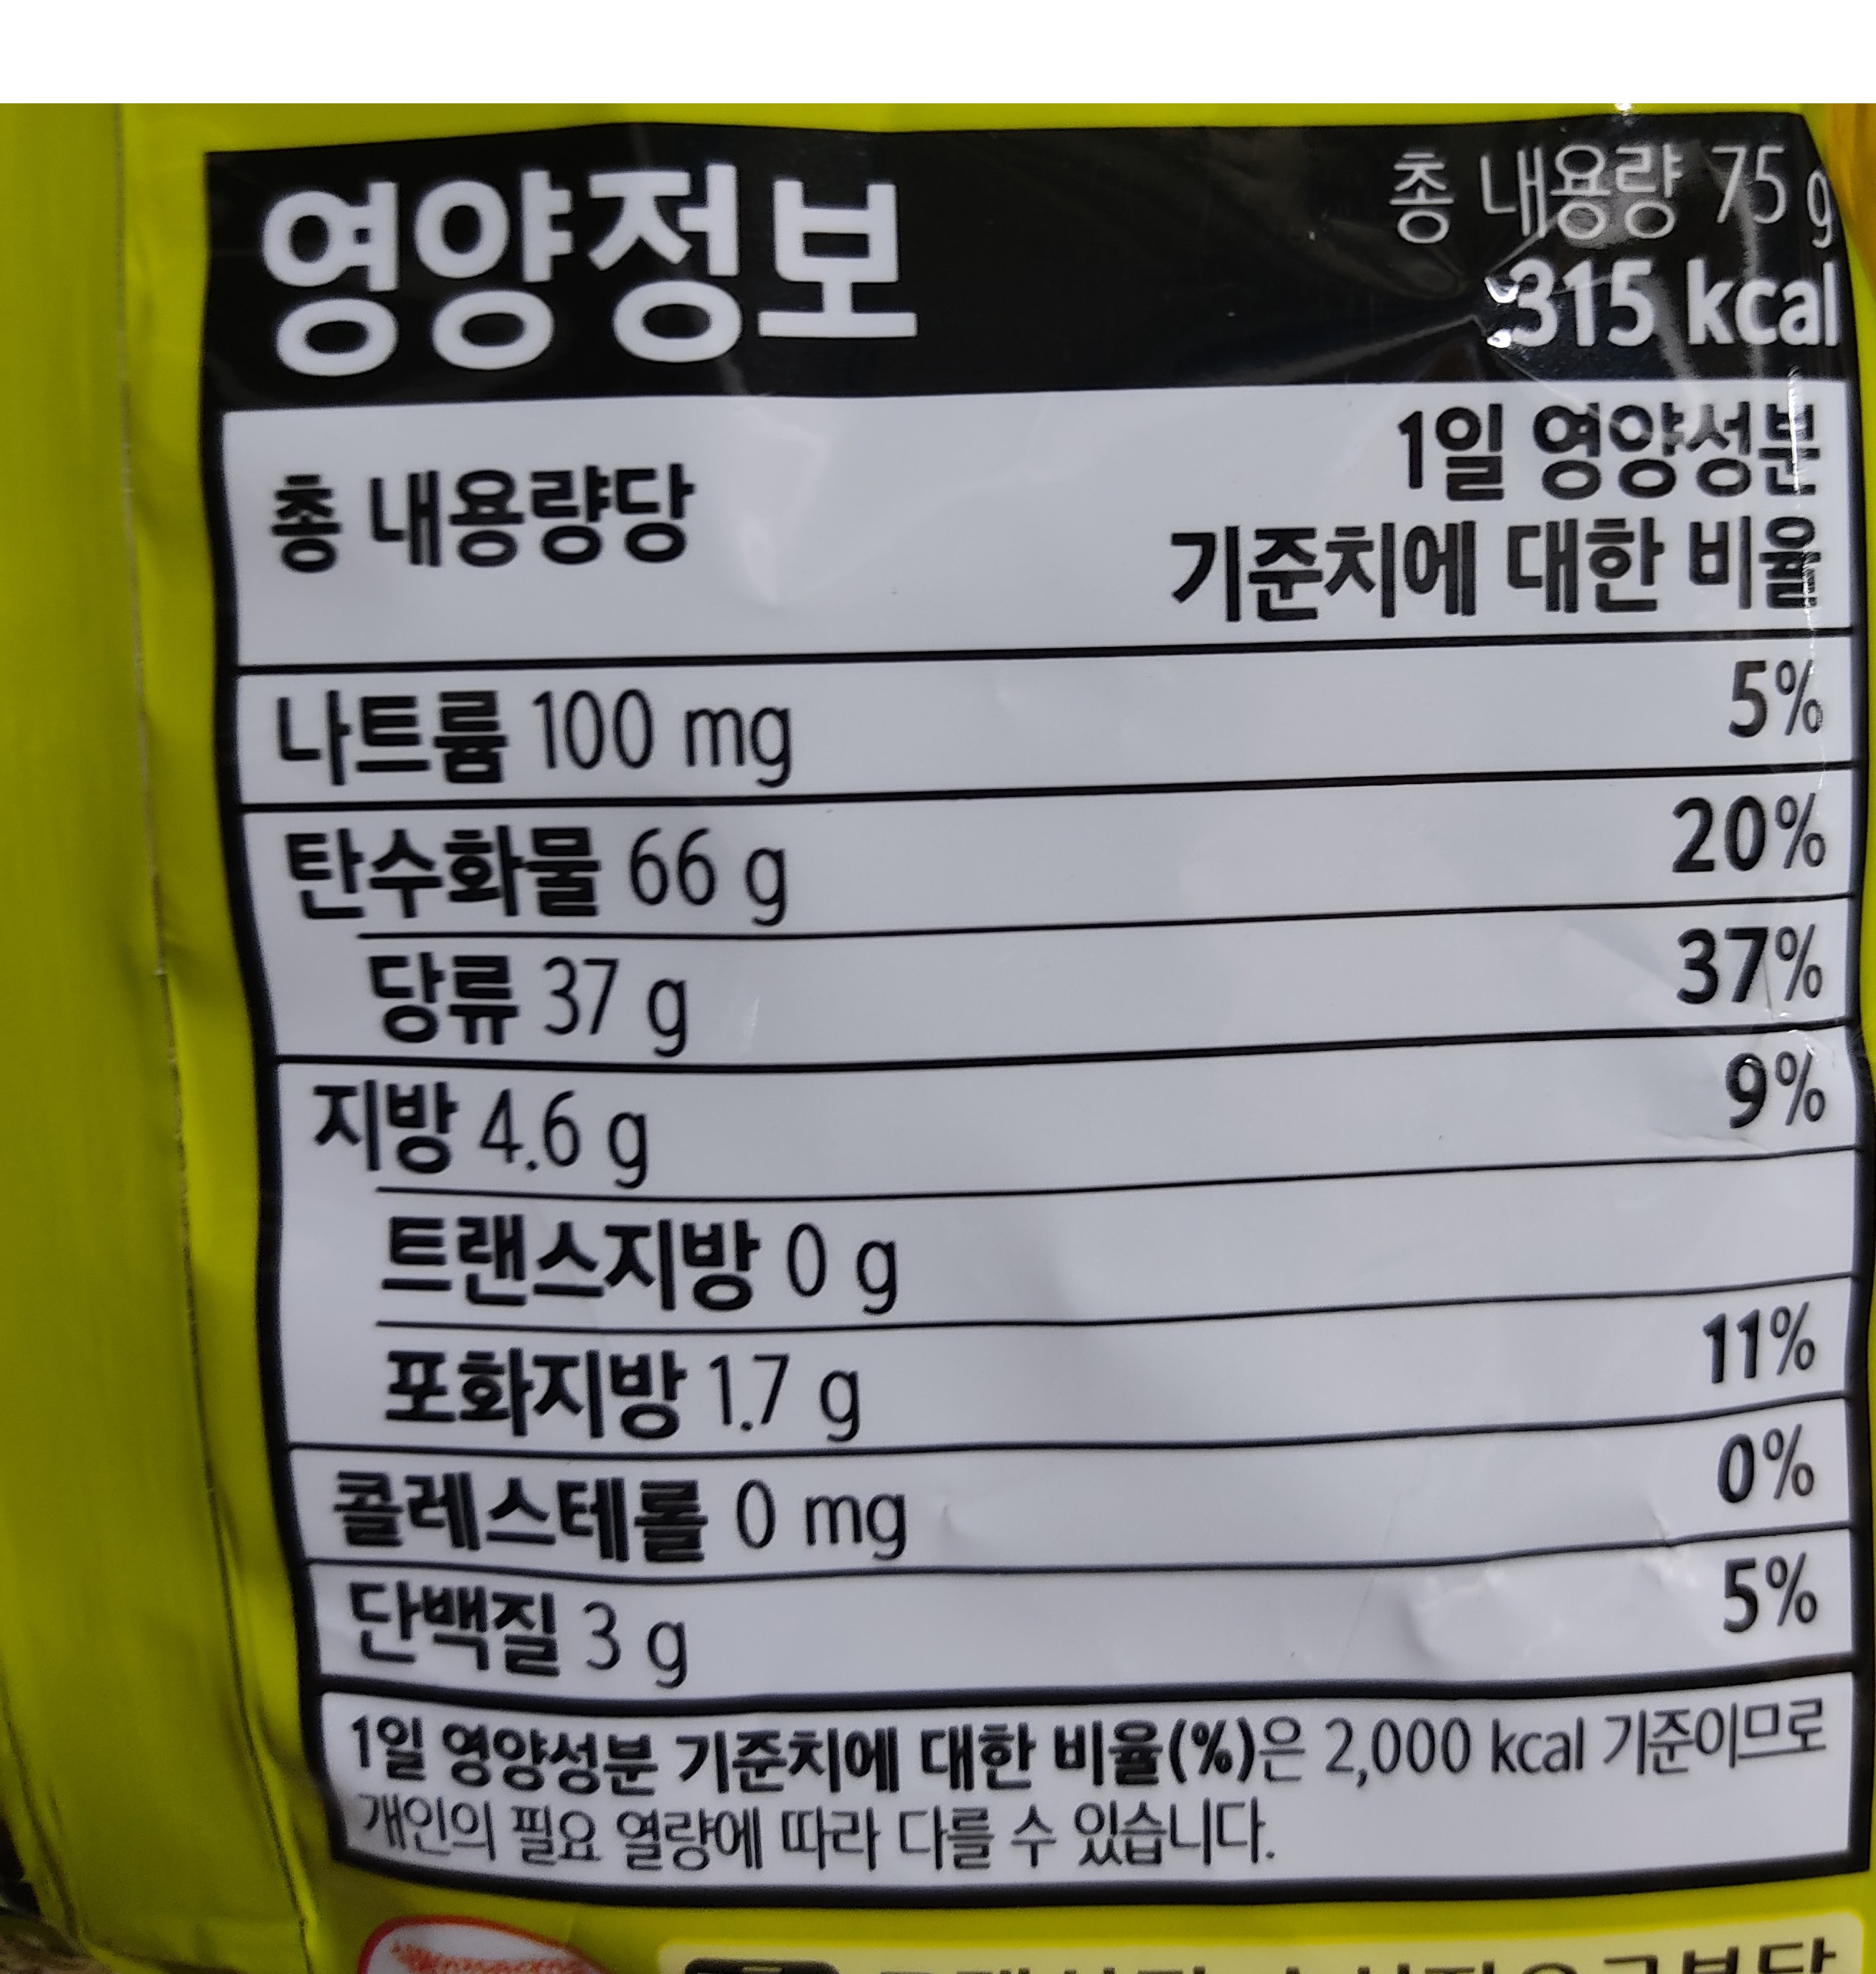 영양정보
총 내용량 75 g
315 kcal
총 내용량당
1일 영양성분
기준치에 대한 비율
나트륨 100 mg 5%
탄수화물 66 g 20%
당류 37 g 37%
지방 4.6 g 9%
트랜스지방 0 g
포화지방 1.7 g 11%
콜레스테롤 0 mg 0%
단백질 3 g 5%
1일 영양성분 기준치에 대한 비율(%)은 2,000 kcal 기준이므로
개인의 필요 열량에 따라 다를 수 있습니다.